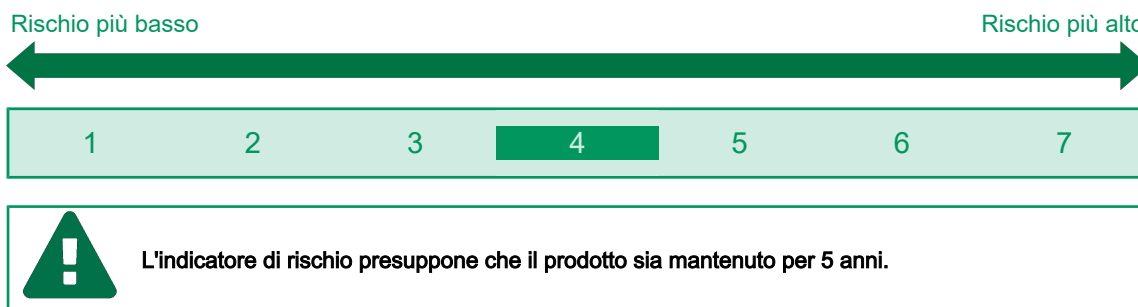 Rischio più basso Rischio più alto
1 2 3 4 5 6 7
L'indicatore di rischio presuppone che il prodotto sia mantenuto per 5 anni.